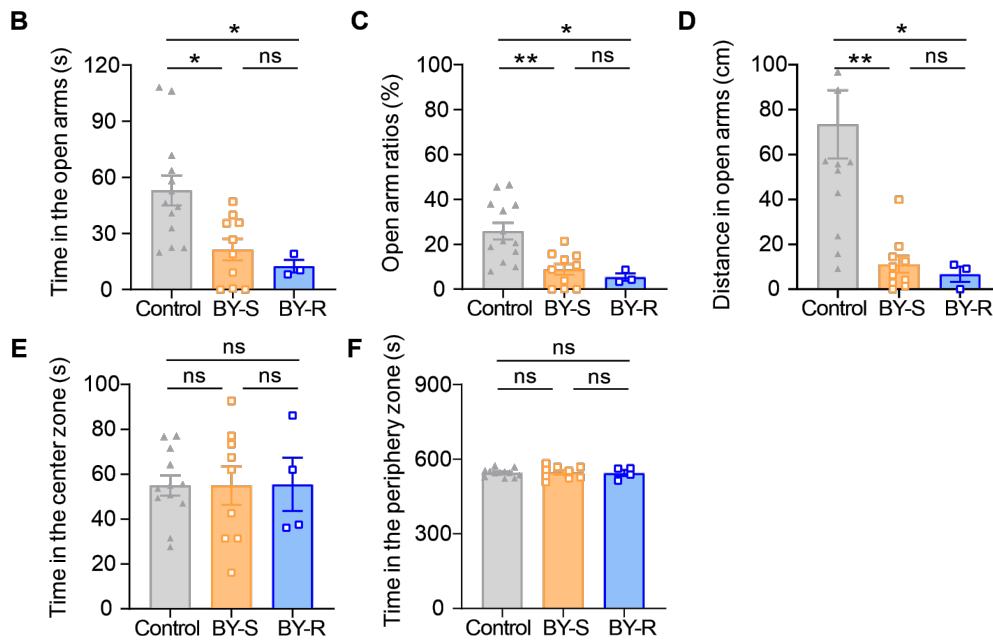 B
Time in the open arms (s)
120
90
60
30
0
*
*
ns
Control
BY-S
BY-R
C
Open arm ratios (%)
100
80
60
40
20
0
*
**
ns
Control
BY-S
BY-R
D
Distance in open arms (cm)
100
80
60
40
20
0
*
**
ns
Control
BY-S
BY-R
E
Time in the center zone (s)
100
80
60
40
20
0
ns
ns
ns
Control
BY-S
BY-R
F
Time in the periphery zone (s)
900
600
300
0
ns
ns
ns
Control
BY-S
BY-R